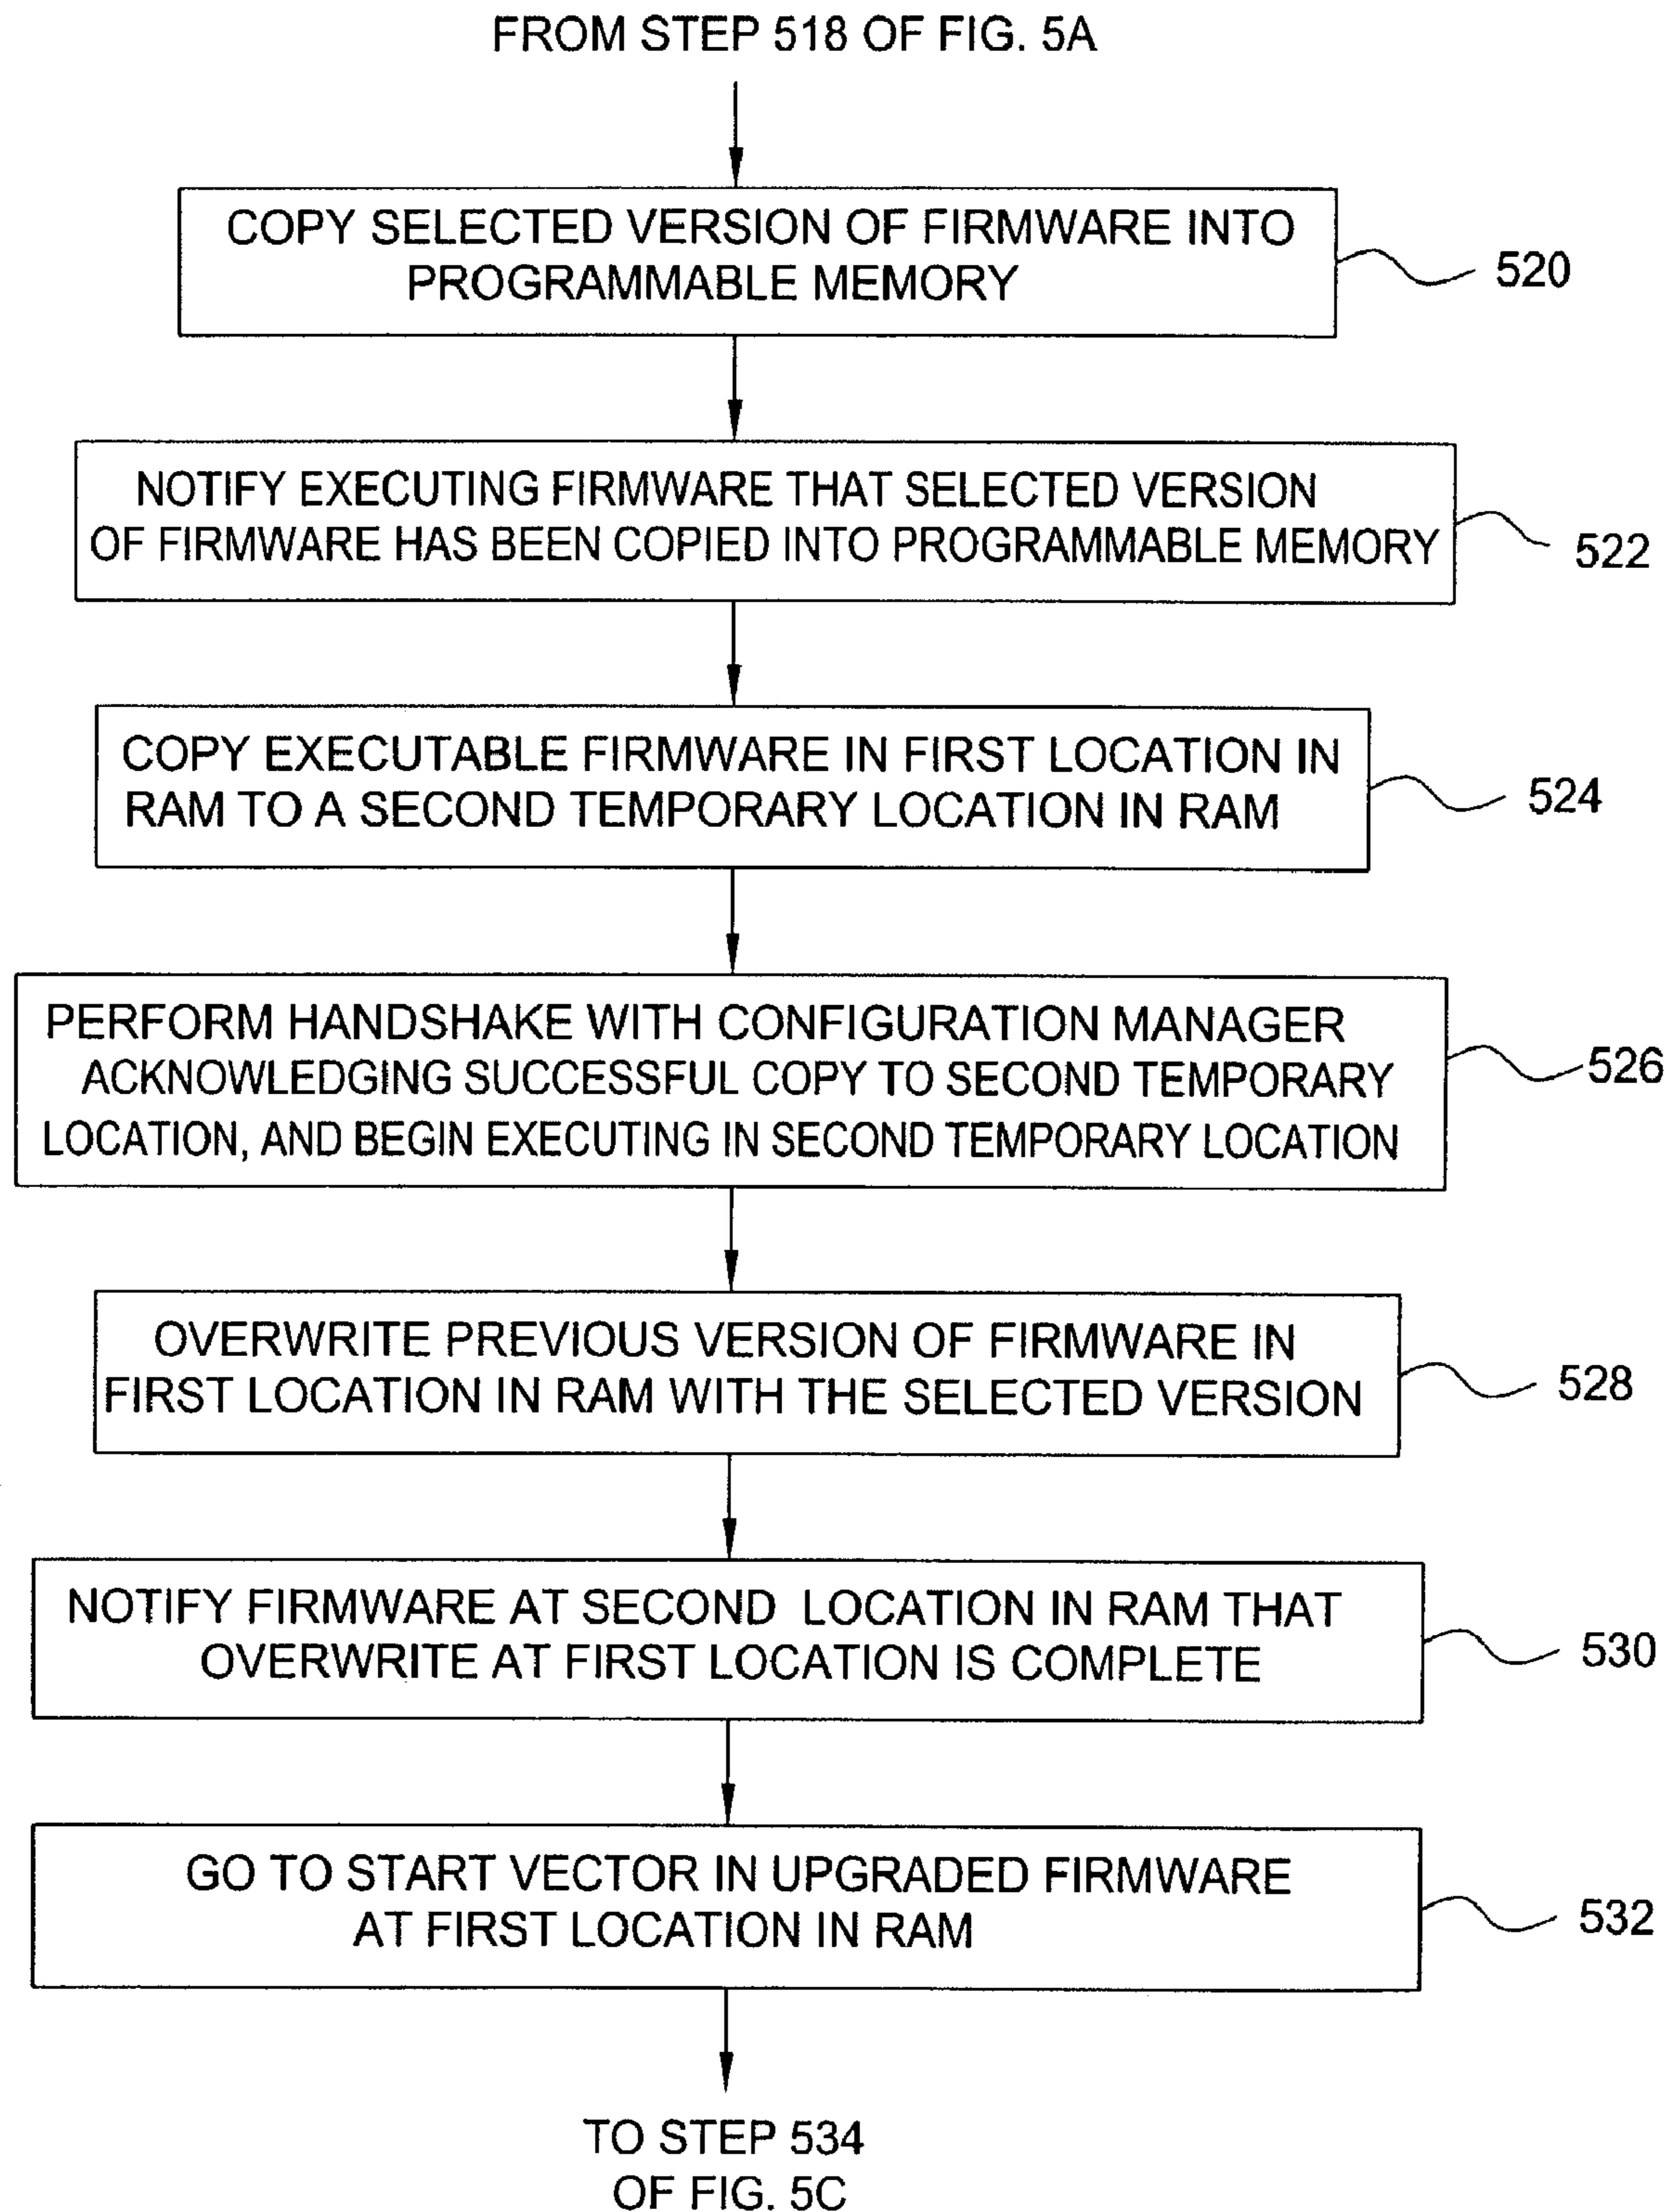 FROM STEP 518 OF FIG. 5A
COPY SELECTED VERSION OF FIRMWARE INTO
PROGRAMMABLE MEMORY
520
NOTIFY EXECUTING FIRMWARE THAT SELECTED VERSION
OF FIRMWARE HAS BEEN COPIED INTO PROGRAMMABLE MEMORY
522
COPY EXECUTABLE FIRMWARE IN FIRST LOCATION IN
RAM TO A SECOND TEMPORARY LOCATION IN RAM
524
PERFORM HANDSHAKE WITH CONFIGURATION MANAGER
ACKNOWLEDGING SUCCESSFUL COPY TO SECOND TEMPORARY
LOCATION, AND BEGIN EXECUTING IN SECOND TEMPORARY LOCATION
526
OVERWRITE PREVIOUS VERSION OF FIRMWARE IN
FIRST LOCATION IN RAM WITH THE SELECTED VERSION
528
NOTIFY FIRMWARE AT SECOND LOCATION IN RAM THAT
OVERWRITE AT FIRST LOCATION IS COMPLETE
530
GO TO START VECTOR IN UPGRADED FIRMWARE
AT FIRST LOCATION IN RAM
532
TO STEP 534
OF FIG. 5C